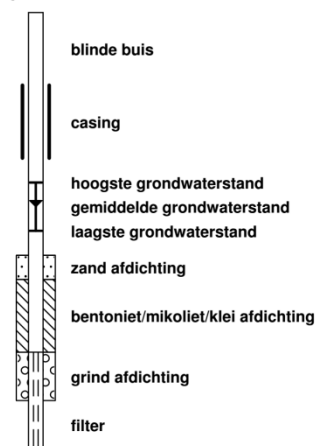 blinde buis
casing
hoogste grondwaterstand
gemiddelde grondwaterstand
laagste grondwaterstand
zand afdichting
bentoniet/mikoliet/klei afdichting
grind afdichting
filter